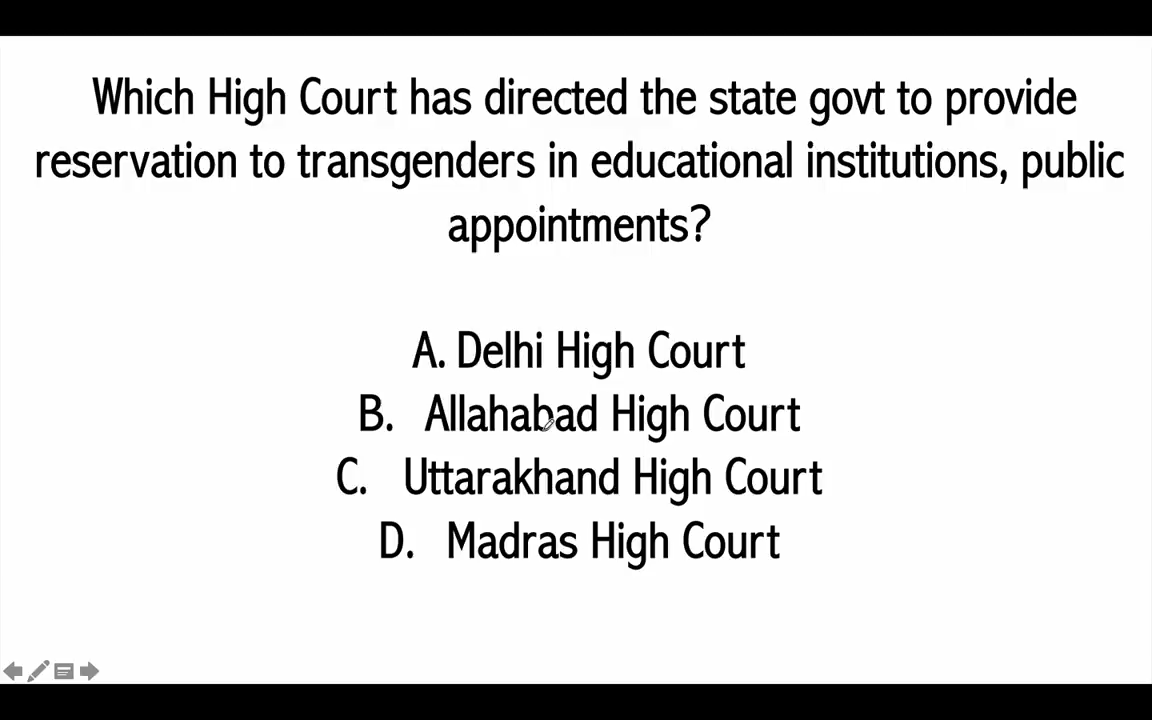 Which High Court has directed the state govt to provide
reservation to transgenders in educational institutions, public
appointments?
A. Delhi High Court
B. Allahabad High Court
C. Uttarakhand High Court
D. Madras High Court